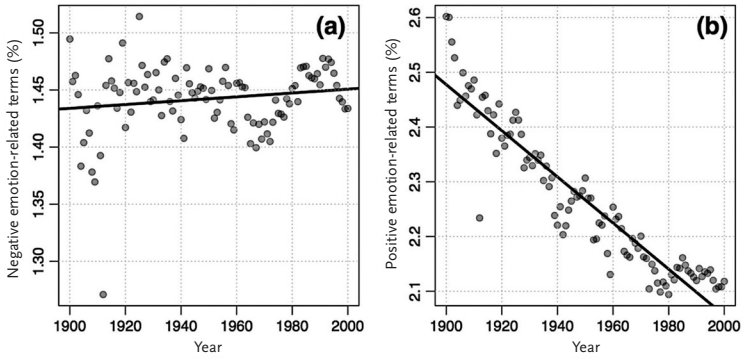 (a)
Negative emotion-related terms (%)
1.50
1.45
1.40
1.35
1.30
1900 1920 1940 1960 1980 2000
Year
(b)
Positive emotion-related terms (%)
2.6
2.5
2.4
2.3
2.2
2.1
1900 1920 1940 1960 1980 2000
Year